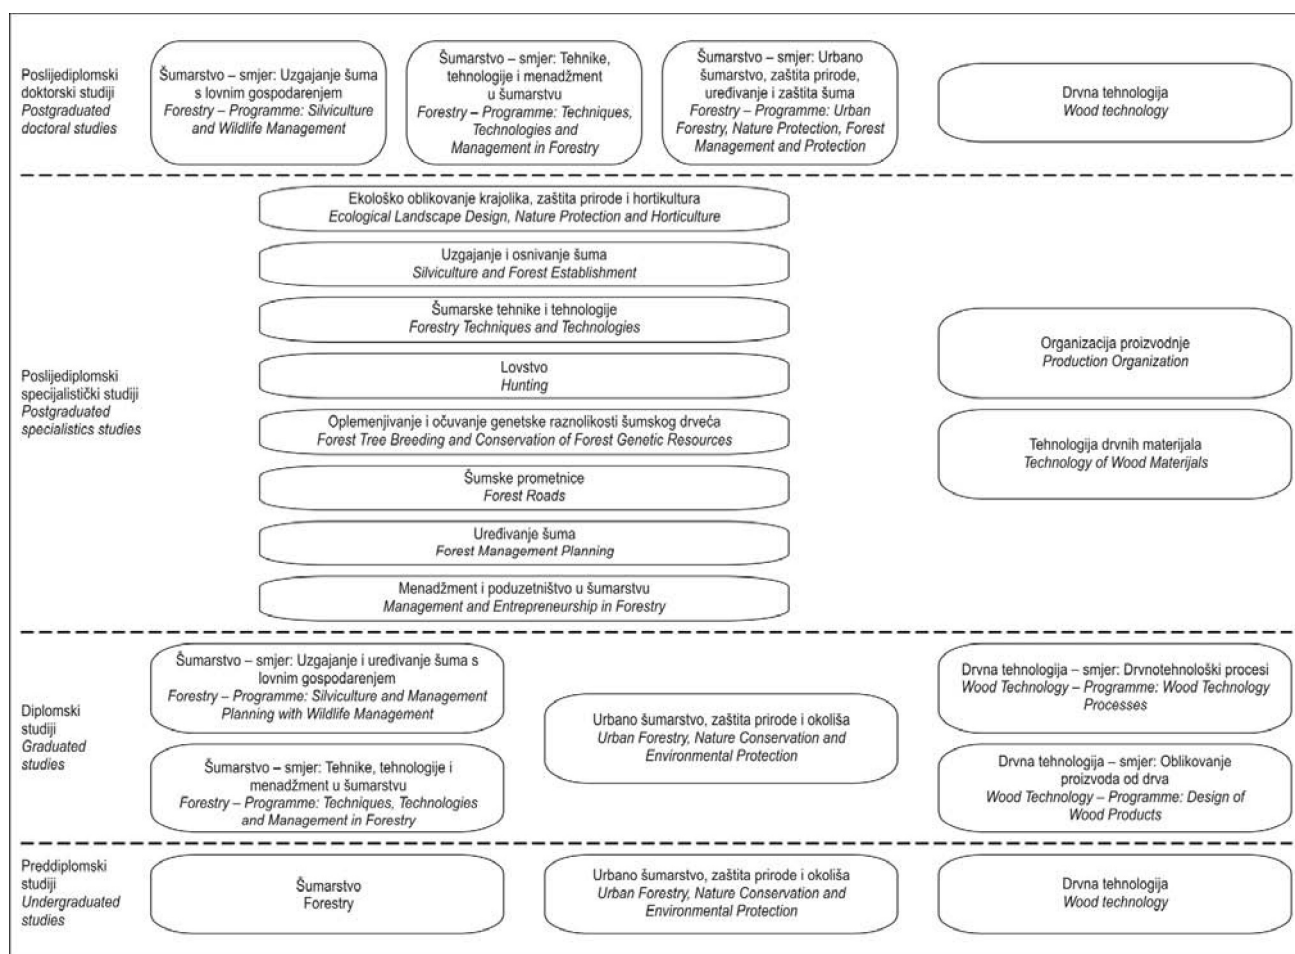 Poslijediplomski
doktorski studiji
Postgraduated
doctoral studies
Šumarstvo – smjer: Uzgajanje šuma
s lovnim gospodarenjem
Forestry – Programme: Silviculture
and Wildlife Management
Šumarstvo – smjer: Tehnike,
tehnologije i menadžment
u šumarstvu
Forestry – Programme: Techniques,
Technologies and
Management in Forestry
Šumarstvo – smjer: Urbano
šumarstvo, zaštita prirode,
uređivanje i zaštita šuma
Forestry – Programme: Urban
Forestry, Nature Protection, Forest
Management and Protection
Drvna tehnologija
Wood technology
Poslijediplomski
specijalistički studiji
Postgraduated
specialistics studies
Ekološko oblikovanje krajolika, zaštita prirode i hortikultura
Ecological Landscape Design, Nature Protection and Horticulture
Uzgajanje i osnivanje šuma
Silviculture and Forest Establishment
Šumarske tehnike i tehnologije
Forestry Techniques and Technologies
Lovstvo
Hunting
Oplemenjivanje i očuvanje genetske raznolikosti šumskog drveća
Forest Tree Breeding and Conservation of Forest Genetic Resources
Šumske prometnice
Forest Roads
Uređivanje šuma
Forest Management Planning
Menadžment i poduzetništvo u šumarstvu
Management and Entrepreneurship in Forestry
Organizacija proizvodnje
Production Organization
Tehnologija drvnih materijala
Technology of Wood Materijals
Diplomski
studiji
Graduated
studies
Šumarstvo – smjer: Uzgajanje i uređivanje šuma s
lovnim gospodarenjem
Forestry – Programme: Silviculture and Management
Planning with Wildlife Management
Šumarstvo – smjer: Tehnike, tehnologije i
menadžment u šumarstvu
Forestry – Programme: Techniques, Technologies
and Management in Forestry
Urbano šumarstvo, zaštita prirode i okoliša
Urban Forestry, Nature Conservation and
Environmental Protection
Drvna tehnologija – smjer: Drvnotehnološki procesi
Wood Technology – Programme: Wood Technology
Processes
Drvna tehnologija – smjer: Oblikovanje
proizvoda od drva
Wood Technology – Programme: Design of
Wood Products
Preddiplomski
studiji
Undergraduated
studies
Šumarstvo
Forestry
Urbano šumarstvo, zaštita prirode i okoliša
Urban Forestry, Nature Conservation and
Environmental Protection
Drvna tehnologija
Wood technology